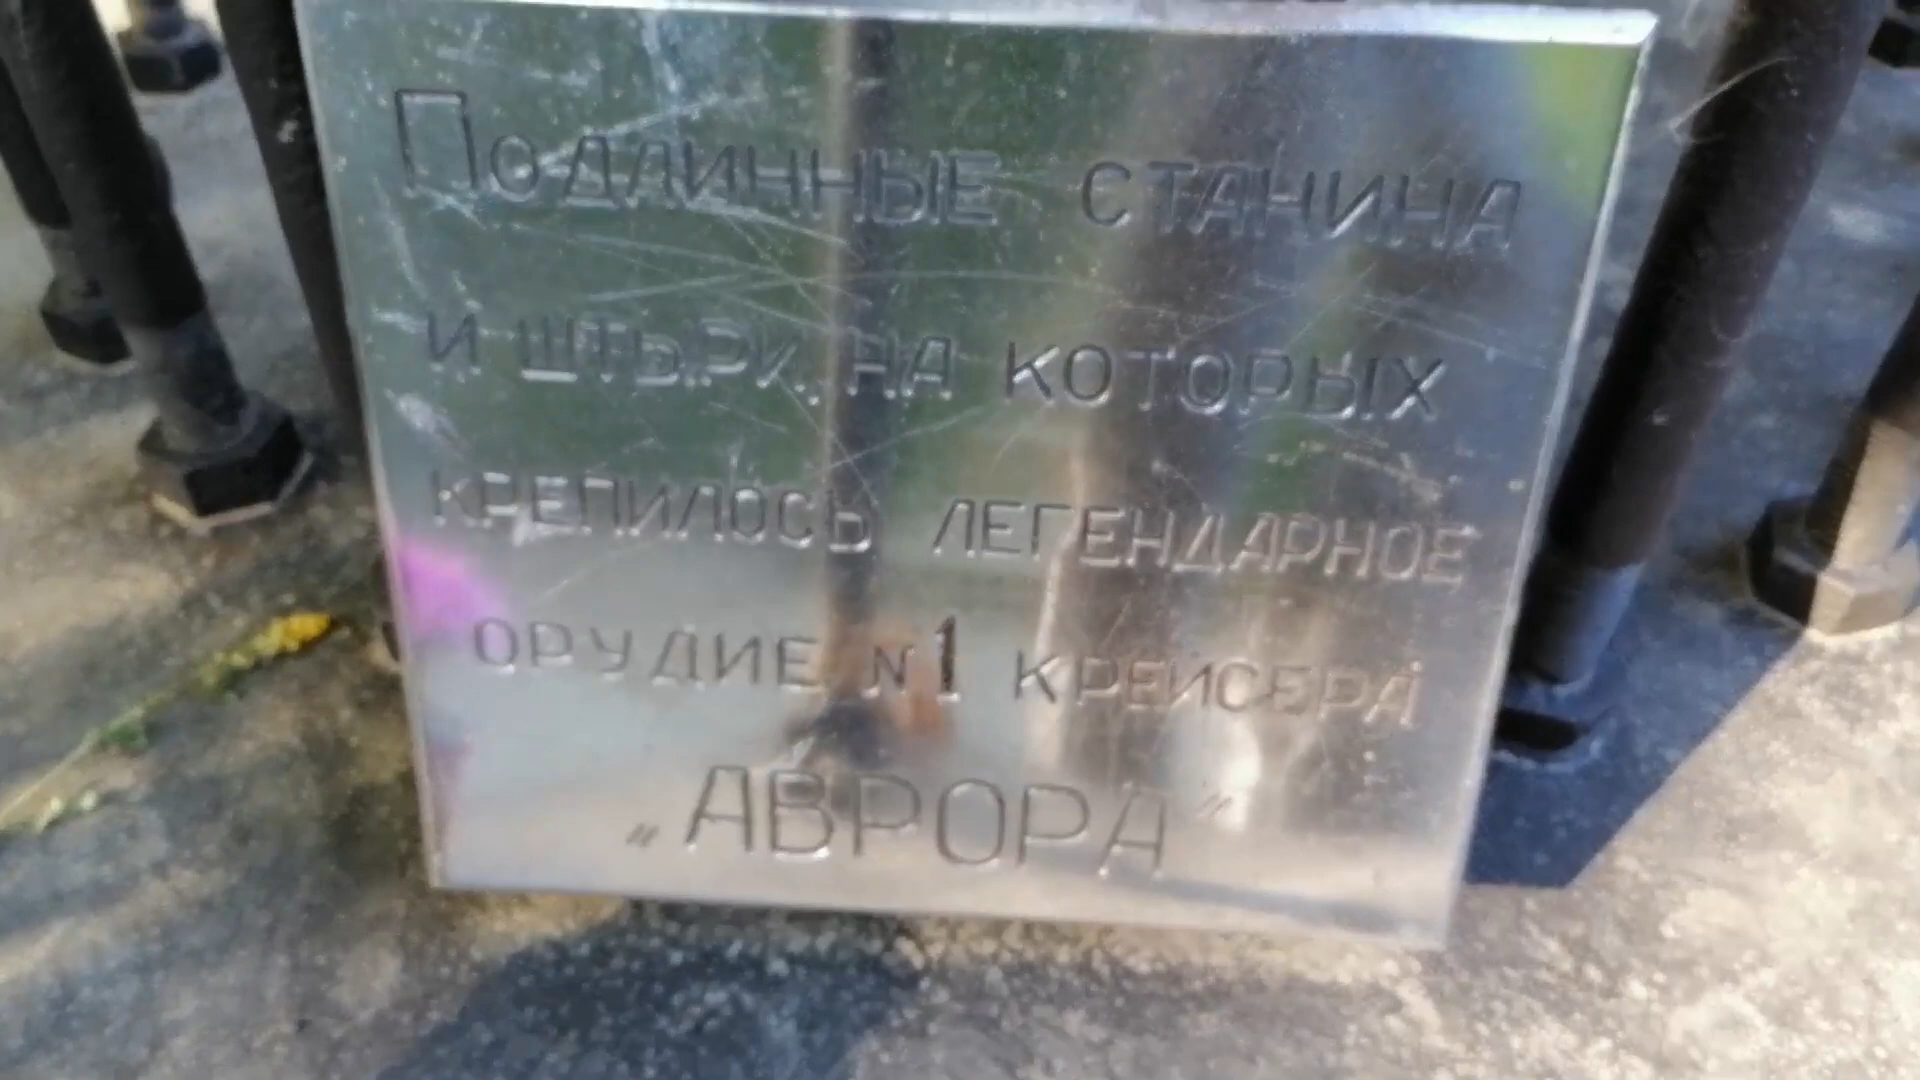 Подлинные станина
и штыри, на которых
крепилось легендарное
орудие №1 крейсера
„АВРОРА"